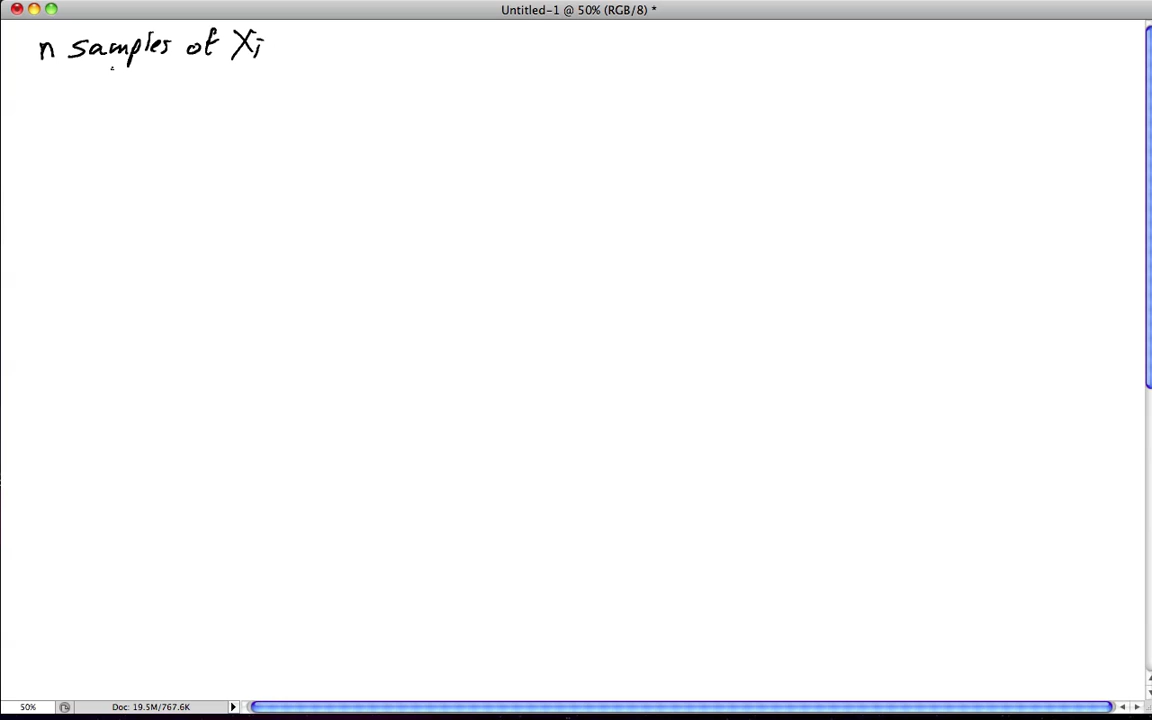 Untitled-1 @ 50% (RGB/8) *
n samples of Xi
50% Doc: 19.5M/767.6K